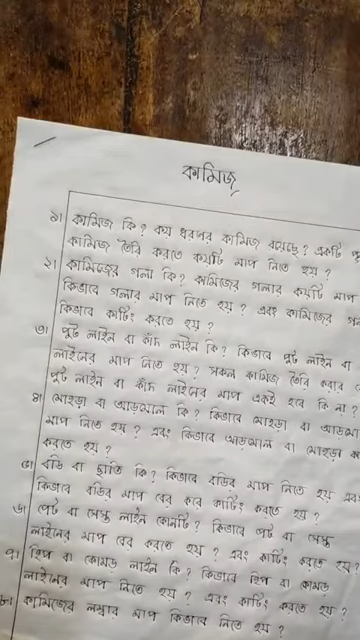 কামিজ
১। কামিজ কি? কয় ধরণের কামিজ রয়েছে? একটি
কামিজ তৈরি করতে কয়টি মাপ নিতে হয়?
২। কামিজের গলা কি? কামিজের গলার কয়টি মাপ
কিভাবে গলার মাপ নিতে হয়? এবং কামিজের
কিভাবে কাটিং করতে হয়?
৩। পুট লাইন বা কাঁদ লাইন কি? কিভাবে পুট লাইন বা
লাইনের মাপ নিতে হয়? সকল কামিজ তৈরি করার
পুট লাইন বা কাঁদ লাইনের মাপ একই হবে কি না?
৪। মোহড়া বা আড়মোল কি? কিভাবে মোহড়া বা
মাপ নিতে হয়? এবং কিভাবে আড়মোল বা মোহড়া
করতে হয়?
৫। বডি বা ছাতি কি? কিভাবে বডির মাপ নিতে হয়
কিভাবে বডির মাপ বের করে কাটিং করতে হয়?
৬। পেট বা লাইন কোনটি? কিভাবে পেট বা
লাইনের মাপ বের করতে হয়? এবং কাটিং করতে হয়?
৭। হিপ বা কোমড় লাইন কি? কিভাবে হিপ বা কোমড়
লাইনের মাপ নিতে হয়? এবং কাটিং করতে হয়?
৮। কামিজের লম্বার মাপ কিভাবে নিতে হয়?